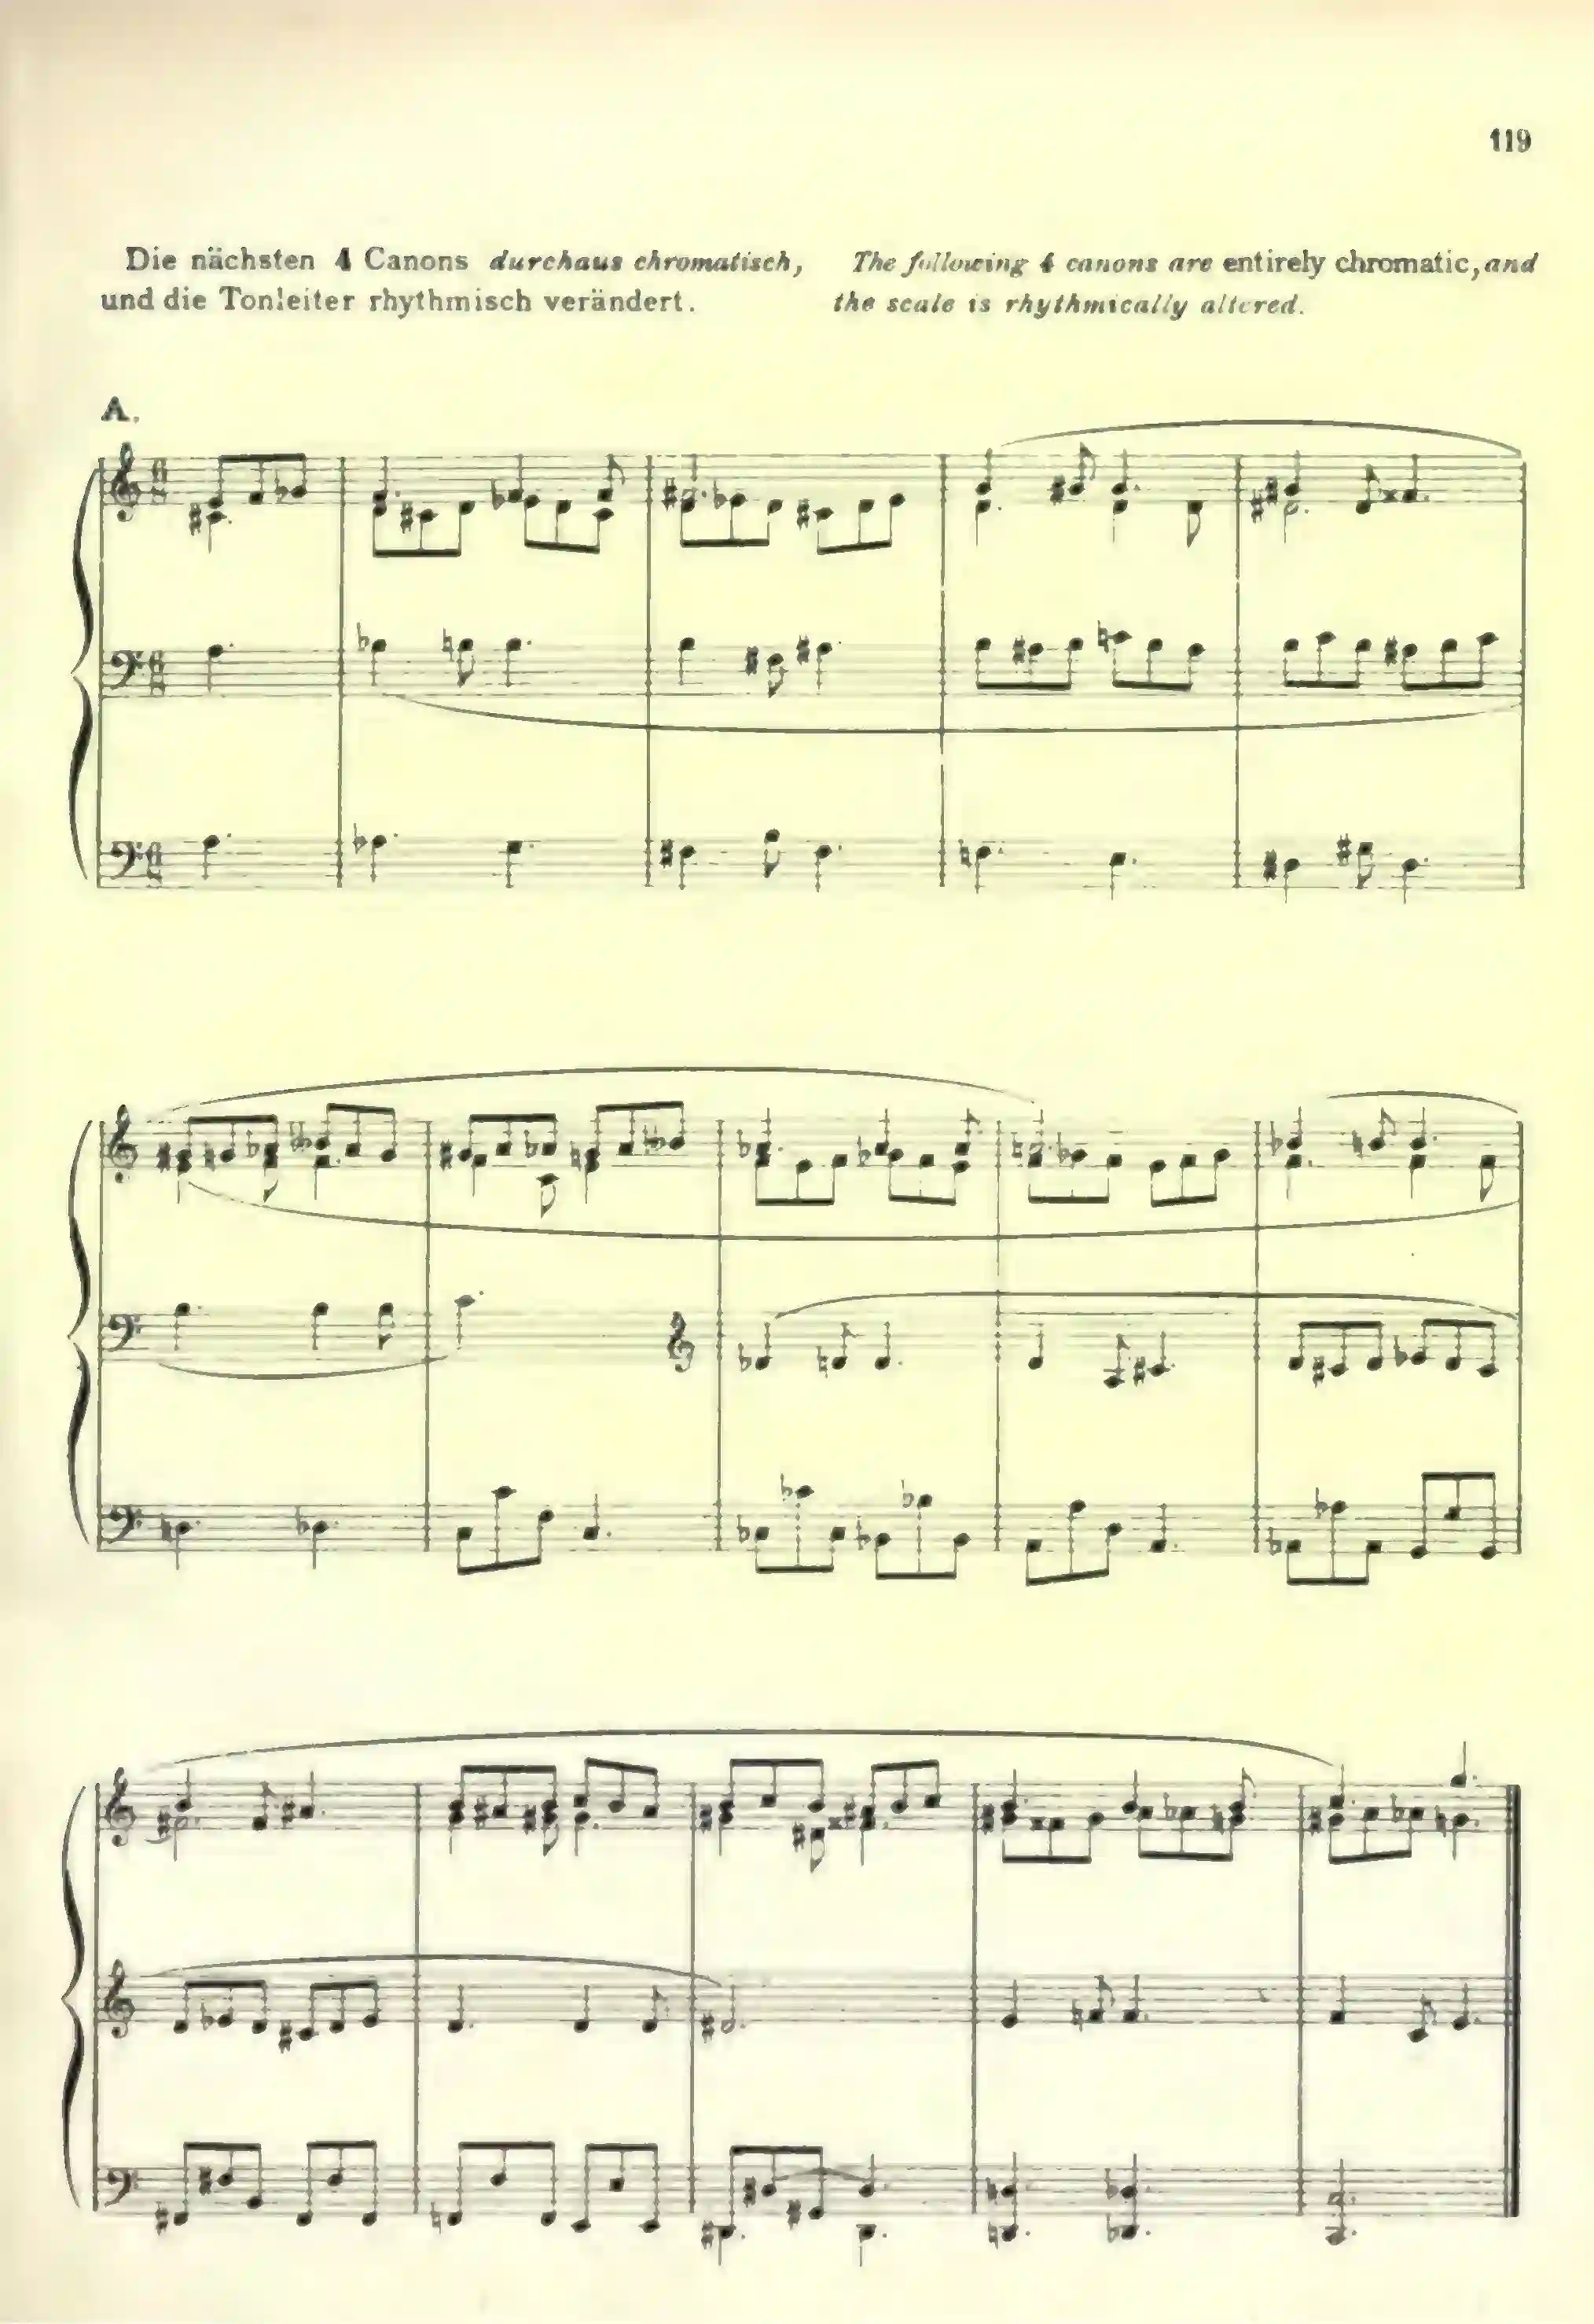 119
Die nächsten 4 Canons durchaus chromatisch,
und die Tonleiter rhythmisch verändert.
The following 4 canons are entirely chromatic, and
the scale is rhythmically altered.
A.